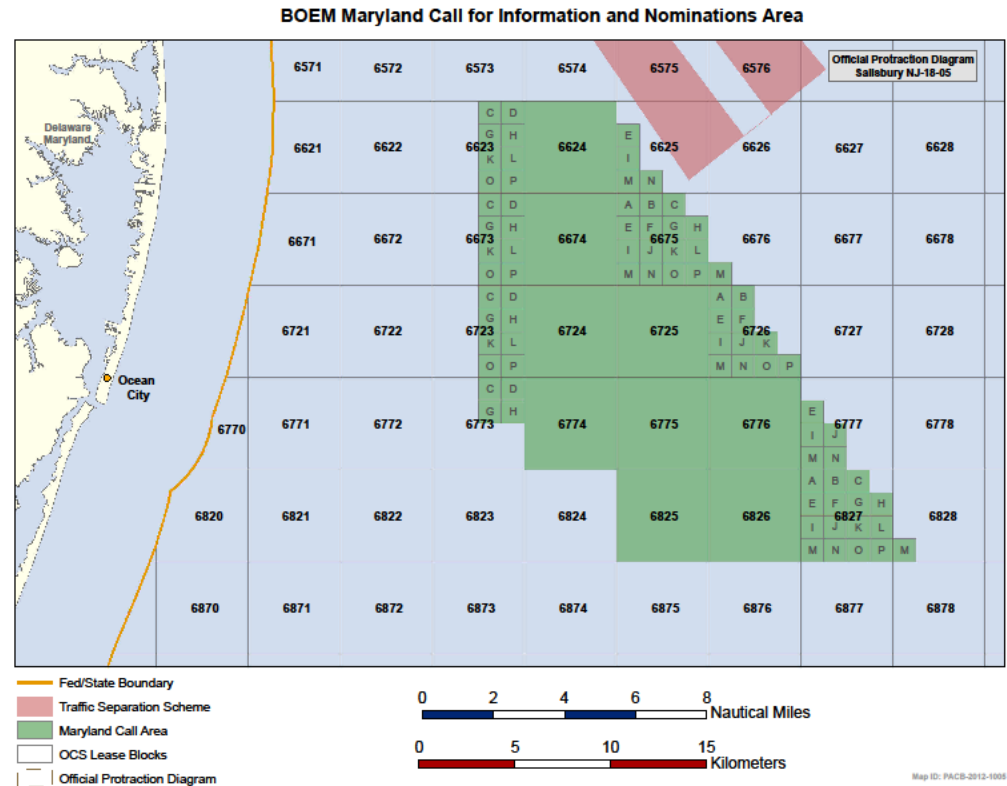 BOEM Maryland Call for Information and Nominations Area
Official Protraction Diagram
Salisbury NJ-18-05
6571 6572 6573 6574 6575 6576
Delaware
Maryland
C D
G H E
6621 6622 6623 6624 6625 6626 6627 6628
K L I
O P M N
C D A B C
G H E F G H
6671 6672 6673 6674 6675 6676 6677 6678
K L I J K L
O P M N O P M
C D A B
G H E F
6721 6722 6723 6724 6725 6726 6727 6728
K L I J K
O P M N O P
Ocean
City
C D
G H E
6770 6771 6772 6773 6774 6775 6776 6777 6778
I J
M N
A B C
E F G H
6820 6821 6822 6823 6824 6825 6826 6827 6828
I J K L
M N O P M
6870 6871 6872 6873 6874 6875 6876 6877 6878
Fed/State Boundary
Traffic Separation Scheme
Maryland Call Area
OCS Lease Blocks
Official Protraction Diagram
0 2 4 6 8
Nautical Miles
0 5 10 15
Kilometers
Map ID: PACB-2012-1005